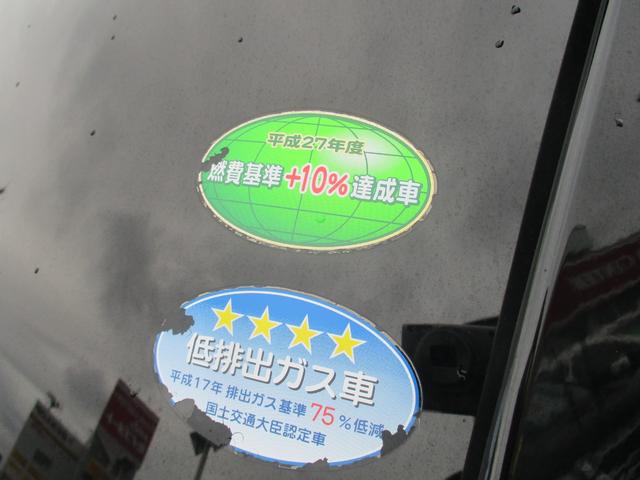 平成27年度
燃費基準+10%達成車
低排出ガス車
平成17年 排出ガス基準 75%低減
国土交通大臣認定車